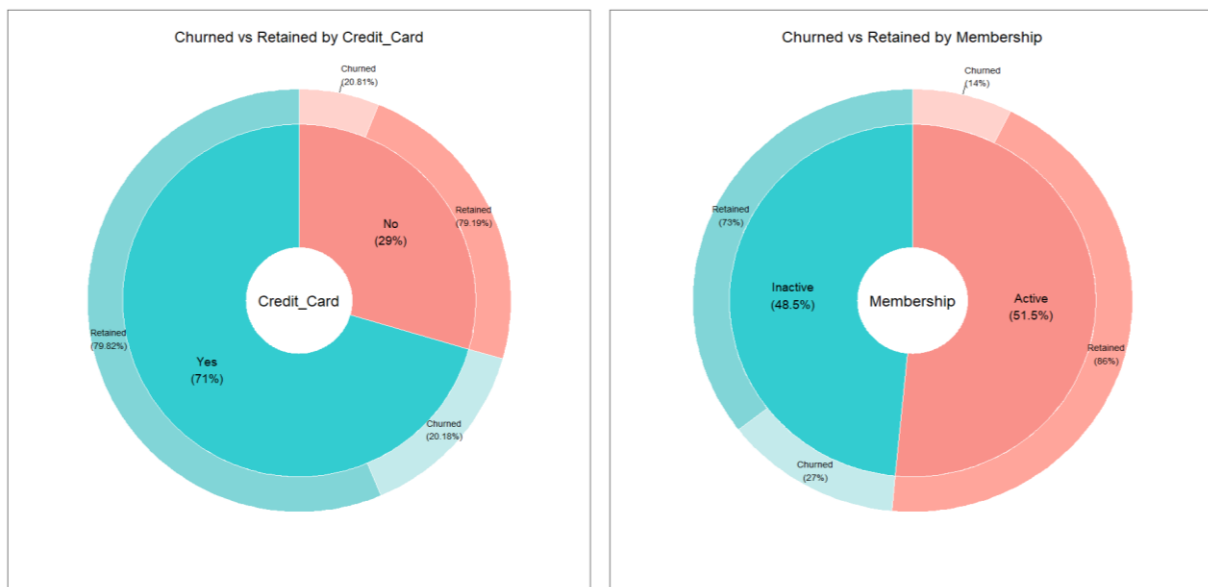 Churned vs Retained by Credit_Card
Churned
(20.81%)
Retained
(79.19%)
No
(29%)
Credit_Card
Retained
(79.82%)
Yes
(71%)
Churned
(20.18%)
Churned vs Retained by Membership
Churned
(14%)
Retained
(73%)
Inactive
(48.5%)
Membership
Active
(51.5%)
Retained
(86%)
Churned
(27%)